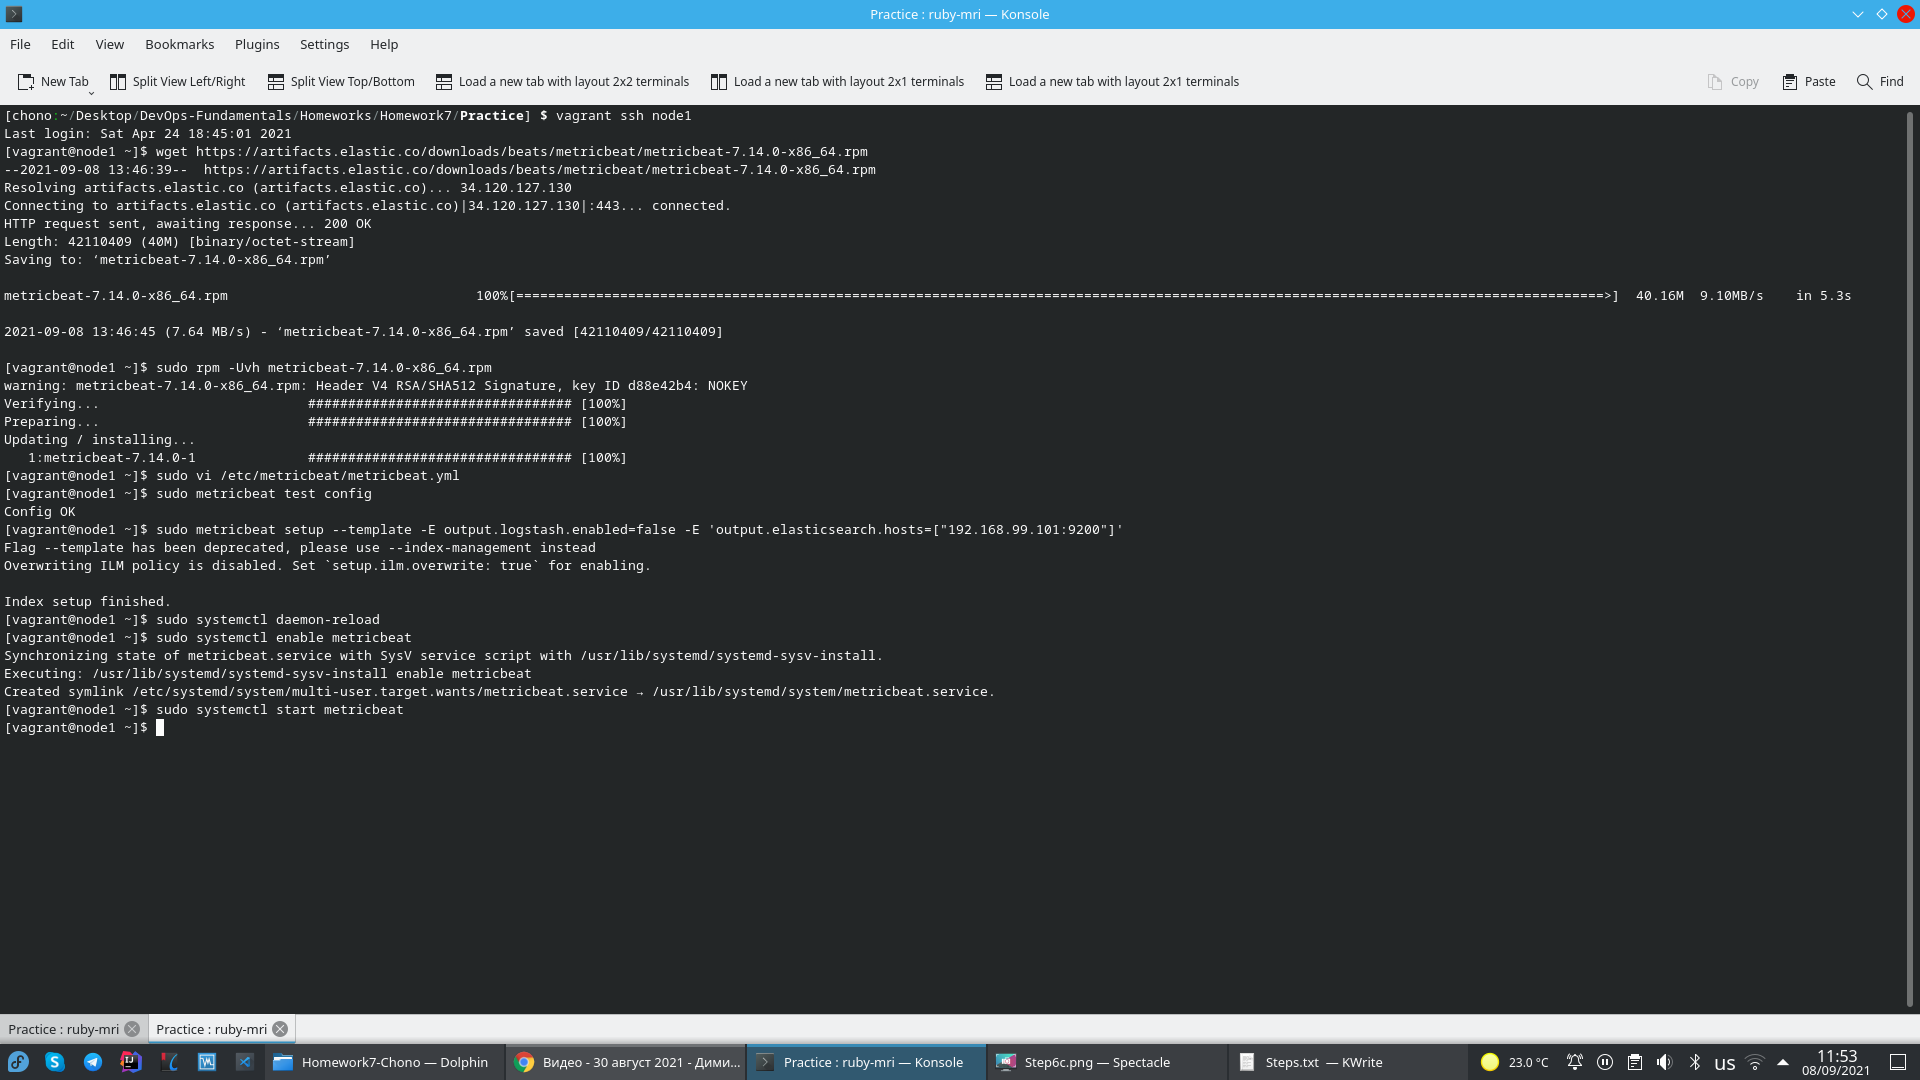 Practice : ruby-mri — Konsole
File Edit View Bookmarks Plugins Settings Help
New Tab Split View Left/Right Split View Top/Bottom Load a new tab with layout 2x2 terminals Load a new tab with layout 2x1 terminals Load a new tab with layout 2x1 terminals Copy Paste Find
[chono:~/Desktop/DevOps-Fundamentals/Homeworks/Homework7/Practice] $ vagrant ssh node1
Last login: Sat Apr 24 18:45:01 2021
[vagrant@node1 ~]$ wget https://artifacts.elastic.co/downloads/beats/metricbeat/metricbeat-7.14.0-x86_64.rpm
--2021-09-08 13:46:39--  https://artifacts.elastic.co/downloads/beats/metricbeat/metricbeat-7.14.0-x86_64.rpm
Resolving artifacts.elastic.co (artifacts.elastic.co)... 34.120.127.130
Connecting to artifacts.elastic.co (artifacts.elastic.co)|34.120.127.130|:443... connected.
HTTP request sent, awaiting response... 200 OK
Length: 42110409 (40M) [binary/octet-stream]
Saving to: ‘metricbeat-7.14.0-x86_64.rpm’
metricbeat-7.14.0-x86_64.rpm 100%[========================================================================================================================================>] 40.16M 9.10MB/s in 5.3s
2021-09-08 13:46:45 (7.64 MB/s) - ‘metricbeat-7.14.0-x86_64.rpm’ saved [42110409/42110409]
[vagrant@node1 ~]$ sudo rpm -Uvh metricbeat-7.14.0-x86_64.rpm
warning: metricbeat-7.14.0-x86_64.rpm: Header V4 RSA/SHA512 Signature, key ID d88e42b4: NOKEY
Verifying... ################################# [100%]
Preparing... ################################# [100%]
Updating / installing...
1:metricbeat-7.14.0-1 ################################# [100%]
[vagrant@node1 ~]$ sudo vi /etc/metricbeat/metricbeat.yml
[vagrant@node1 ~]$ sudo metricbeat test config
Config OK
[vagrant@node1 ~]$ sudo metricbeat setup --template -E output.logstash.enabled=false -E 'output.elasticsearch.hosts=["192.168.99.101:9200"]'
Flag --template has been deprecated, please use --index-management instead
Overwriting ILM policy is disabled. Set `setup.ilm.overwrite: true` for enabling.
Index setup finished.
[vagrant@node1 ~]$ sudo systemctl daemon-reload
[vagrant@node1 ~]$ sudo systemctl enable metricbeat
Synchronizing state of metricbeat.service with SysV service script with /usr/lib/systemd/systemd-sysv-install.
Executing: /usr/lib/systemd/systemd-sysv-install enable metricbeat
Created symlink /etc/systemd/system/multi-user.target.wants/metricbeat.service → /usr/lib/systemd/system/metricbeat.service.
[vagrant@node1 ~]$ sudo systemctl start metricbeat
[vagrant@node1 ~]$
Practice : ruby-mri Practice : ruby-mri
Homework7-Chono — Dolphin Видео - 30 август 2021 - Дими... Practice : ruby-mri — Konsole Step6c.png — Spectacle Steps.txt — KWrite 23.0 °C us 11:53
08/09/2021